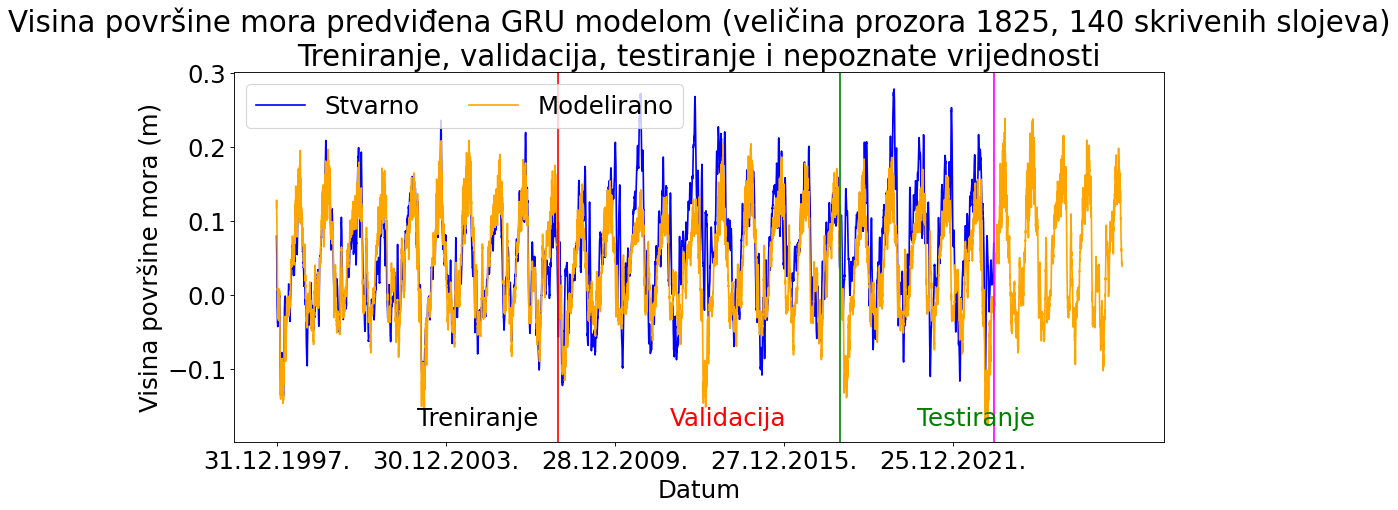 Visina površine mora predviđena GRU modelom (veličina prozora 1825, 140 skrivenih slojeva)
Treniranje, validacija, testiranje i nepoznate vrijednosti
Stvarno
Modelirano
Visina površine mora (m)
0.3
0.2
0.1
0.0
−0.1
Treniranje
Validacija
Testiranje
31.12.1997.
30.12.2003.
28.12.2009.
27.12.2015.
25.12.2021.
Datum